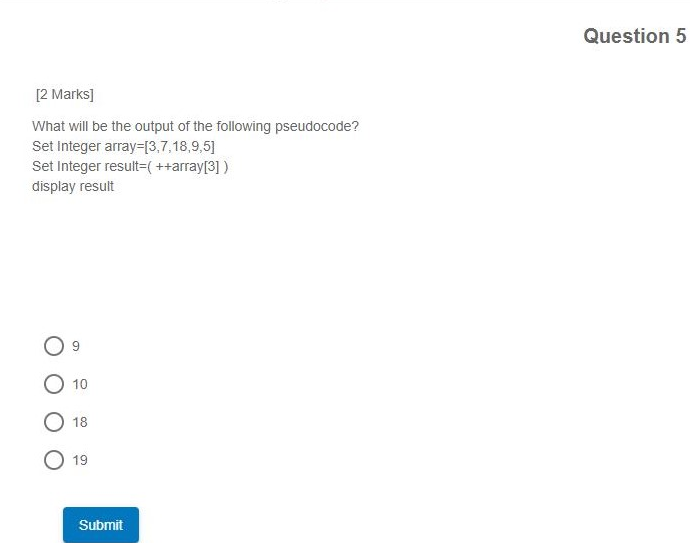 Question 5
[2 Marks]
What will be the output of the following pseudocode?
Set Integer array=[3,7,18,9,5]
Set Integer result=( ++array[3] )
display result
9
10
18
19
Submit